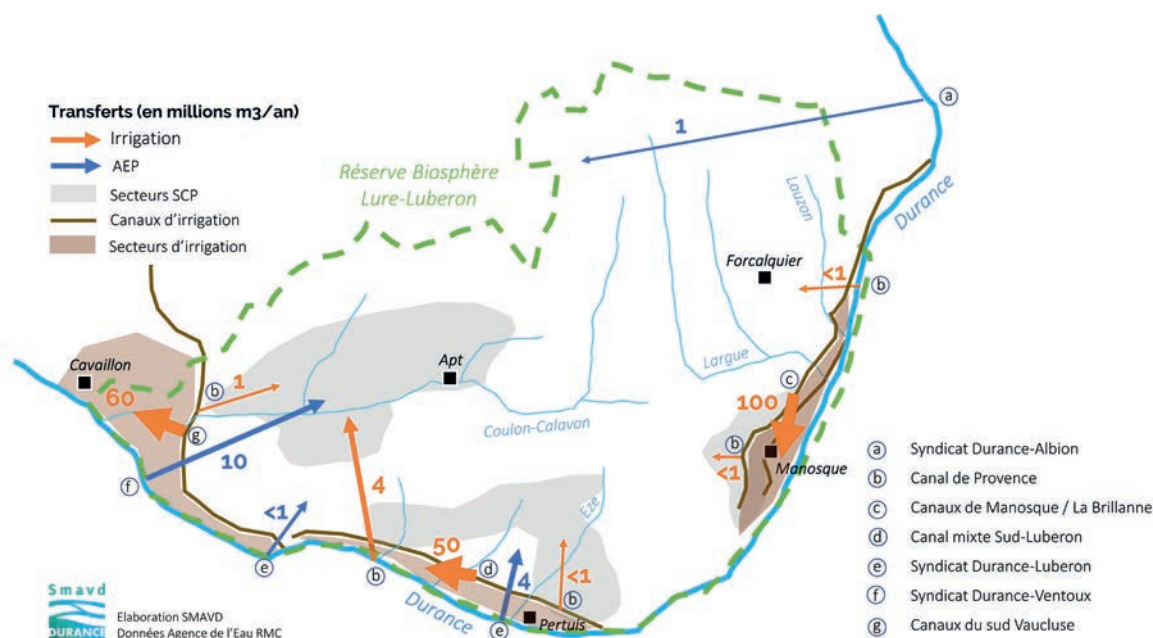 Transferts (en millions m3/an)
Irrigation
AEP
Secteurs SCP
Canaux d'irrigation
Secteurs d'irrigation
Réserve Biosphère
Lure-Luberon
1
a
Durance
Lauzon
Forcalquier
<1
b
Largue
Cavaillon
60
b
1
g
Apt
Coulon-Calavon
10
f
<1
e
4
b
c
100
b
<1
Manosque
Eze
50
d
4
<1
b
Durance
e
Pertuis
a Syndicat Durance-Albion
b Canal de Provence
c Canaux de Manosque / La Brillanne
d Canal mixte Sud-Luberon
e Syndicat Durance-Luberon
f Syndicat Durance-Ventoux
g Canaux du sud Vaucluse
Smavd
DURANCE
Elaboration SMAVD
Données Agence de l'Eau RMC